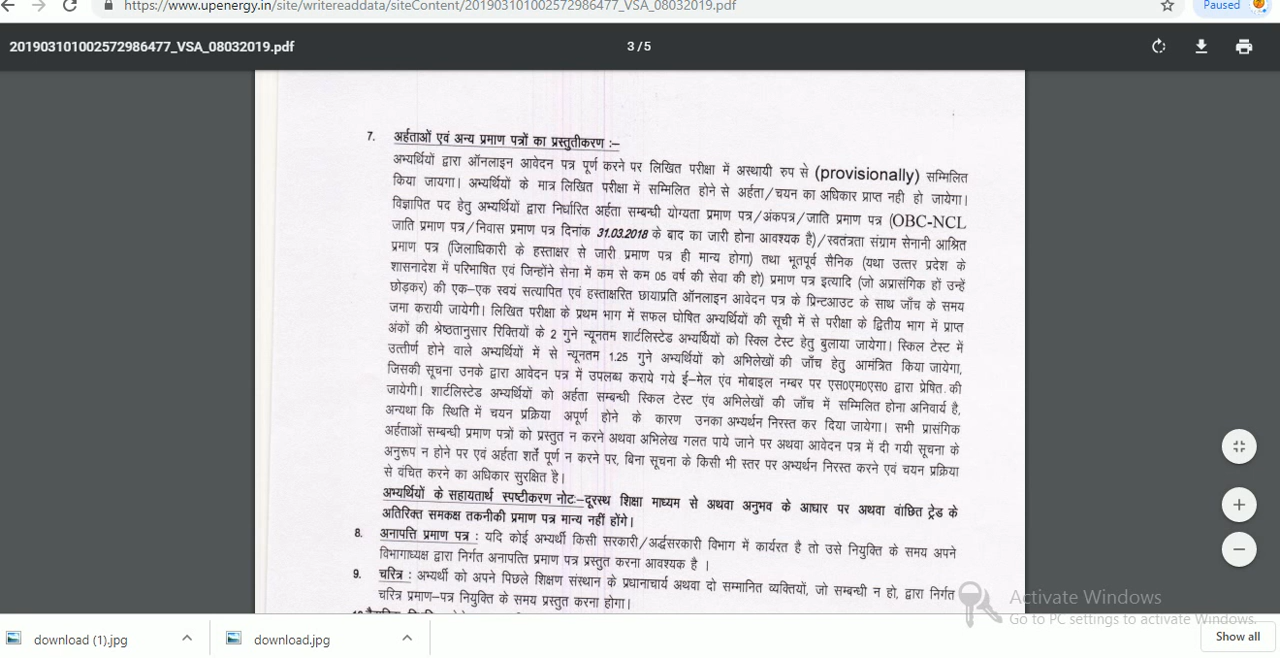 https://www.upenergy.in/site/writereaddata/siteContent/201903101002572986477_VSA_08032019.pdf
Paused
201903101002572986477_VSA_08032019.pdf
3 / 5
7. अर्हताओं एवं अन्य प्रमाण पत्रों का प्रस्तुतीकरण :–
अभ्यर्थियों द्वारा ऑनलाइन आवेदन पत्र पूर्ण करने पर लिखित परीक्षा में अस्थायी रुप से (provisionally) सम्मिलित
किया जायगा। अभ्यर्थियों के मात्र लिखित परीक्षा में सम्मिलित होने से अर्हता/चयन का अधिकार प्राप्त नही हो जायेगा।
विज्ञापित पद हेतु अभ्यर्थियों द्वारा निर्धारित अर्हता सम्बन्धी योग्यता प्रमाण पत्र/अंकपत्र/जाति प्रमाण पत्र (OBC-NCL
जाति प्रमाण पत्र/निवास प्रमाण पत्र दिनांक 31.03.2018 के बाद का जारी होना आवश्यक है)/स्वतंत्रता संग्राम सेनानी आश्रित
प्रमाण पत्र (जिलाधिकारी के हस्ताक्षर से जारी प्रमाण पत्र ही मान्य होगा) तथा भूतपूर्व सैनिक (यथा उत्तर प्रदेश के
शासनादेश में परिभाषित एवं जिन्होंने सेना में कम से कम 05 वर्ष की सेवा की हो) प्रमाण पत्र इत्यादि (जो अप्रासगिक हों उन्हें
छोड़कर) की एक–एक स्वयं सत्यापित एवं हस्ताक्षरित छायाप्रति ऑनलाइन आवेदन पत्र के प्रिन्टआउट के साथ जाँच के समय
जमा करायी जायेगी। लिखित परीक्षा के प्रथम भाग में सफल घोषित अभ्यर्थियों की सूची में से परीक्षा के द्वितीय भाग में प्राप्त
अंकों की श्रेष्ठतानुसार रिक्तियों के 2 गुने न्यूनतम शार्टलिस्टेड अभ्यर्थियों को स्किल टेस्ट हेतु बुलाया जायेगा। स्किल टेस्ट में
उत्तीर्ण होने वाले अभ्यर्थियों में से न्यूनतम 1.25 गुने अभ्यर्थियों को अभिलेखों की जाँच हेतु आमंत्रित किया जायेगा,
जिसकी सूचना उनके द्वारा आवेदन पत्र में उपलब्ध कराये गये ई–मेल एंव मोबाइल नम्बर पर एस०एम०एस० द्वारा प्रेषित की
जायेगी। शार्टलिस्टेड अभ्यर्थियों को अर्हता सम्बन्धी स्किल टेस्ट एंव अभिलेखों की जाँच में सम्मिलित होना अनिवार्य है,
अन्यथा कि स्थिति में चयन प्रक्रिया अपूर्ण होने के कारण उनका अभ्यर्थन निरस्त कर दिया जायेगा। सभी प्रासंगिक
अर्हताओं सम्बन्धी प्रमाण पत्रों को प्रस्तुत न करने अथवा अभिलेख गलत पाये जाने पर अथवा आवेदन पत्र में दी गयी सूचना के
अनुरूप न होने पर एवं अर्हता शर्तें पूर्ण न करने पर, बिना सूचना के किसी भी स्तर पर अभ्यर्थन निरस्त करने एवं चयन प्रक्रिया
से वंचित करने का अधिकार सुरक्षित है।
अभ्यर्थियों के सहायतार्थ स्पष्टीकरण नोटः–दूरस्थ शिक्षा माध्यम से अथवा अनुभव के आधार पर अथवा वांछित ट्रेड के
अतिरिक्त समकक्ष तकनीकी प्रमाण पत्र मान्य नहीं होंगे।
8. अनापत्ति प्रमाण पत्र : यदि कोई अभ्यर्थी किसी सरकारी/अर्द्धसरकारी विभाग में कार्यरत है तो उसे नियुक्ति के समय अपने
विभागाध्यक्ष द्वारा निर्गत अनापत्ति प्रमाण पत्र प्रस्तुत करना आवश्यक है ।
9. चरित्र : अभ्यर्थी को अपने पिछले शिक्षण संस्थान के प्रधानाचार्य अथवा दो सम्मानित व्यक्तियों, जो सम्बन्धी न हो, द्वारा निर्गत
चरित्र प्रमाण–पत्र नियुक्ति के समय प्रस्तुत करना होगा।
Activate Windows
Go to PC settings to activate Windows.
download (1).jpg
download.jpg
Show all